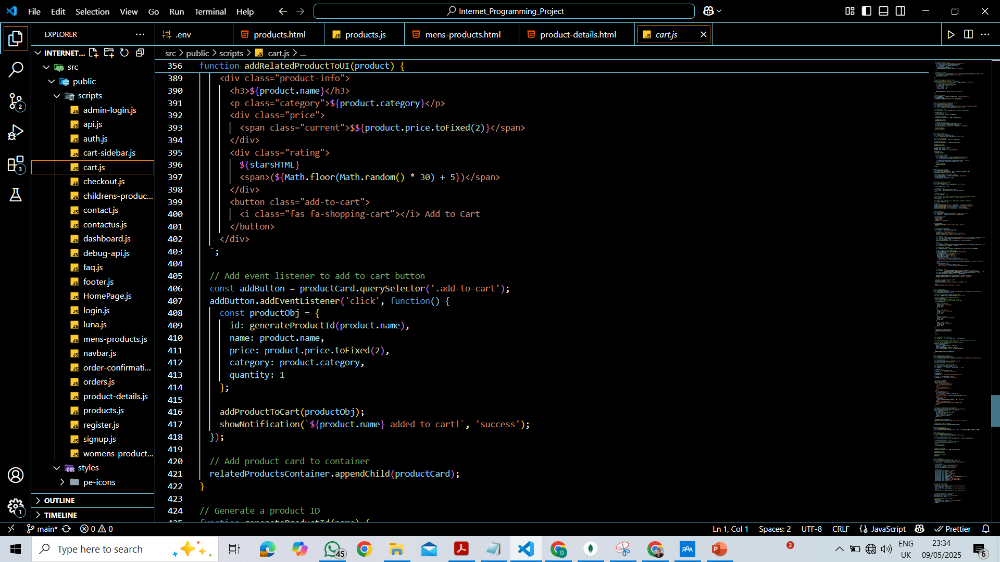 File Edit Selection View Go Run Terminal Help
Internet_Programming_Project
EXPLORER
.env
products.html
products.js
mens-products.html
product-details.html
cart.js
INTERNET...
src > public > scripts > cart.js > ...
src
public
scripts
admin-login.js
api.js
auth.js
cart-sidebar.js
cart.js
checkout.js
childrens-produc...
contact.js
contactus.js
dashboard.js
debug-api.js
faq.js
footer.js
HomePage.js
login.js
luna.js
mens-products.js
navbar.js
order-confirmati...
orders.js
product-details.js
products.js
register.js
signup.js
womens-product...
styles
pe-icons
OUTLINE
TIMELINE
2
3
1
356 function addRelatedProductToUI(product) {
389 <div class="product-info">
390 <h3>${product.name}</h3>
391 <p class="category">${product.category}</p>
392 <div class="price">
393 <span class="current">$${product.price.toFixed(2)}</span>
394 </div>
395 <div class="rating">
396 ${starsHTML}
397 <span>(${Math.floor(Math.random() * 30) + 5})</span>
398 </div>
399 <button class="add-to-cart">
400 <i class="fas fa-shopping-cart"></i> Add to Cart
401 </button>
402 </div>
403 `;
404
405 // Add event listener to add to cart button
406 const addButton = productCard.querySelector('.add-to-cart');
407 addButton.addEventListener('click', function() {
408 const productObj = {
409 id: generateProductId(product.name),
410 name: product.name,
411 price: product.price.toFixed(2),
412 category: product.category,
413 quantity: 1
414 };
415
416 addProductToCart(productObj);
417 showNotification(`${product.name} added to cart!`, 'success');
418 });
419
420 // Add product card to container
421 relatedProductsContainer.appendChild(productCard);
422 }
423
424 // Generate a product ID
425 function generateProductId(name) {
main* 0 0
Ln 1, Col 1 Spaces: 2 UTF-8 CRLF JavaScript Prettier
Type here to search
45
3
ENG
UK
23:34
09/05/2025
6